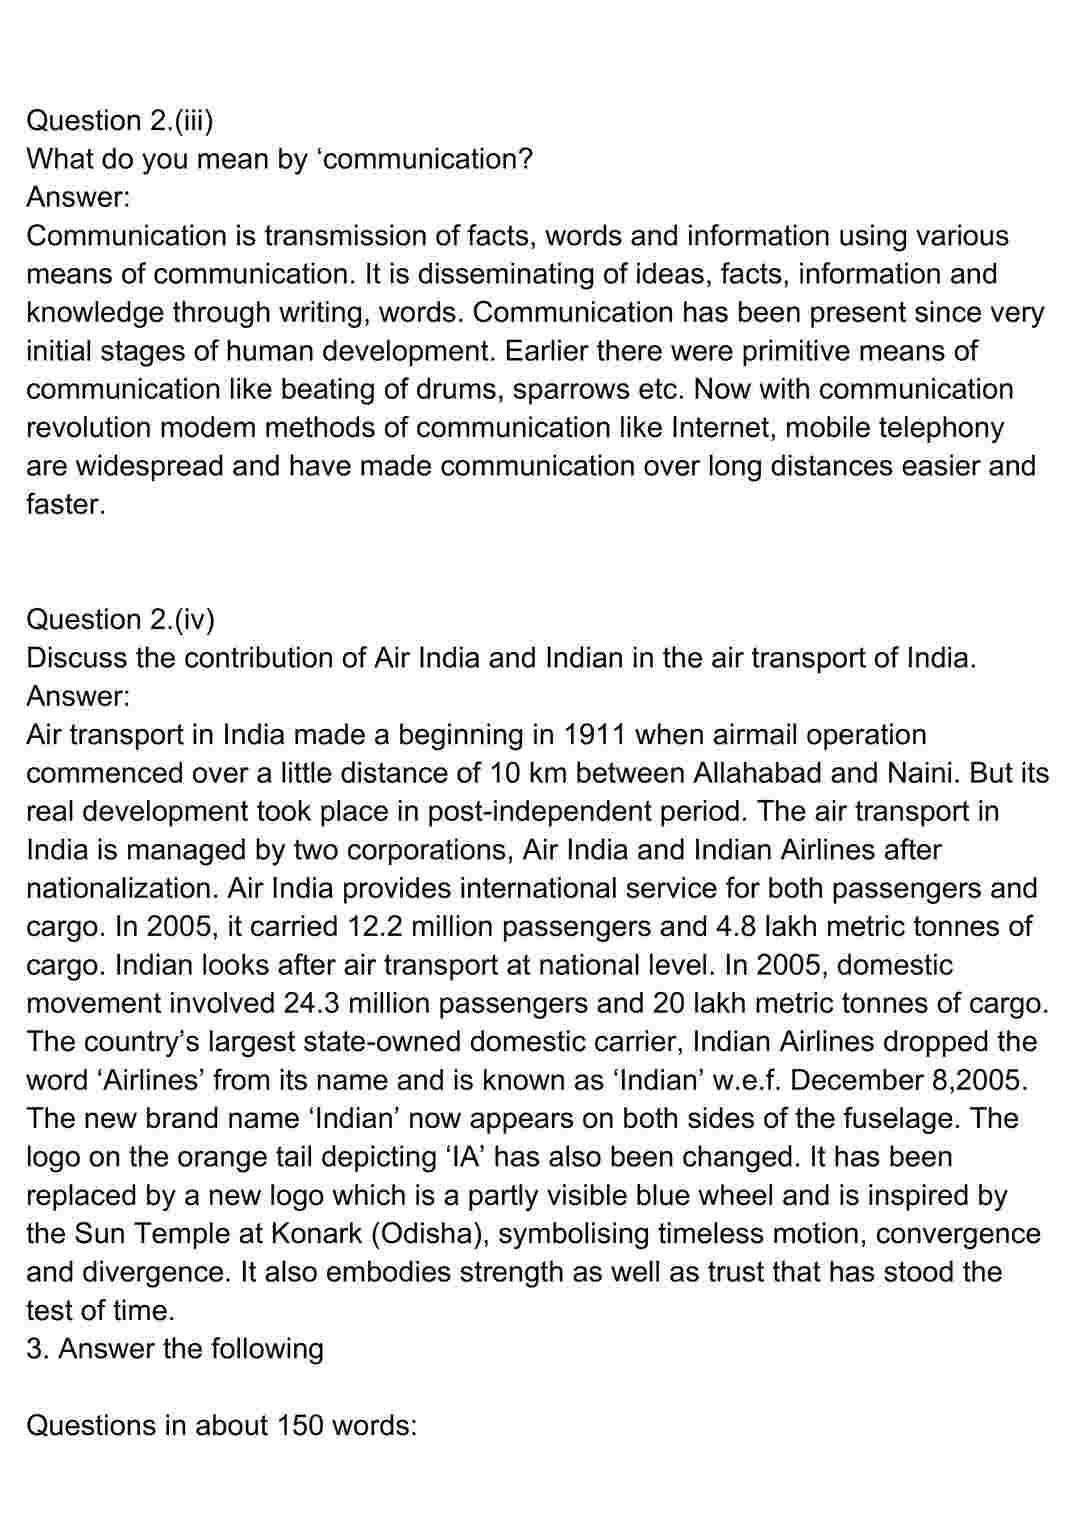 Question 2.(iii)
What do you mean by ‘communication?
Answer:
Communication is transmission of facts, words and information using various
means of communication. It is disseminating of ideas, facts, information and
knowledge through writing, words. Communication has been present since very
initial stages of human development. Earlier there were primitive means of
communication like beating of drums, sparrows etc. Now with communication
revolution modem methods of communication like Internet, mobile telephony
are widespread and have made communication over long distances easier and
faster.
Question 2.(iv)
Discuss the contribution of Air India and Indian in the air transport of India.
Answer:
Air transport in India made a beginning in 1911 when airmail operation
commenced over a little distance of 10 km between Allahabad and Naini. But its
real development took place in post-independent period. The air transport in
India is managed by two corporations, Air India and Indian Airlines after
nationalization. Air India provides international service for both passengers and
cargo. In 2005, it carried 12.2 million passengers and 4.8 lakh metric tonnes of
cargo. Indian looks after air transport at national level. In 2005, domestic
movement involved 24.3 million passengers and 20 lakh metric tonnes of cargo.
The country’s largest state-owned domestic carrier, Indian Airlines dropped the
word ‘Airlines’ from its name and is known as ‘Indian’ w.e.f. December 8,2005.
The new brand name ‘Indian’ now appears on both sides of the fuselage. The
logo on the orange tail depicting ‘IA’ has also been changed. It has been
replaced by a new logo which is a partly visible blue wheel and is inspired by
the Sun Temple at Konark (Odisha), symbolising timeless motion, convergence
and divergence. It also embodies strength as well as trust that has stood the
test of time.
3. Answer the following
Questions in about 150 words: